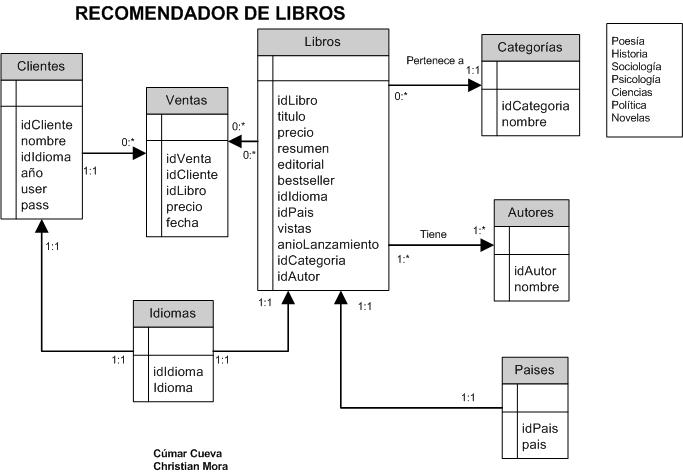 RECOMENDADOR DE LIBROS
Clientes
idCliente
nombre
idIdioma
año
user
pass
Ventas
idVenta
idCliente
idLibro
precio
fecha
Libros
idLibro
titulo
precio
resumen
editorial
bestseller
idIdioma
idPais
vistas
anioLanzamiento
idCategoria
idAutor
Categorías
idCategoria
nombre
Poesía
Historia
Sociología
Psicología
Ciencias
Política
Novelas
Autores
idAutor
nombre
Idiomas
idIdioma
Idioma
Paises
idPais
pais
Pertenece a
1:1
0:*
0:*
1:1
0:*
0:*
Tiene
1:*
1:*
1:1
1:1
1:1
1:1
1:1
1:1
Cúmar Cueva
Christian Mora